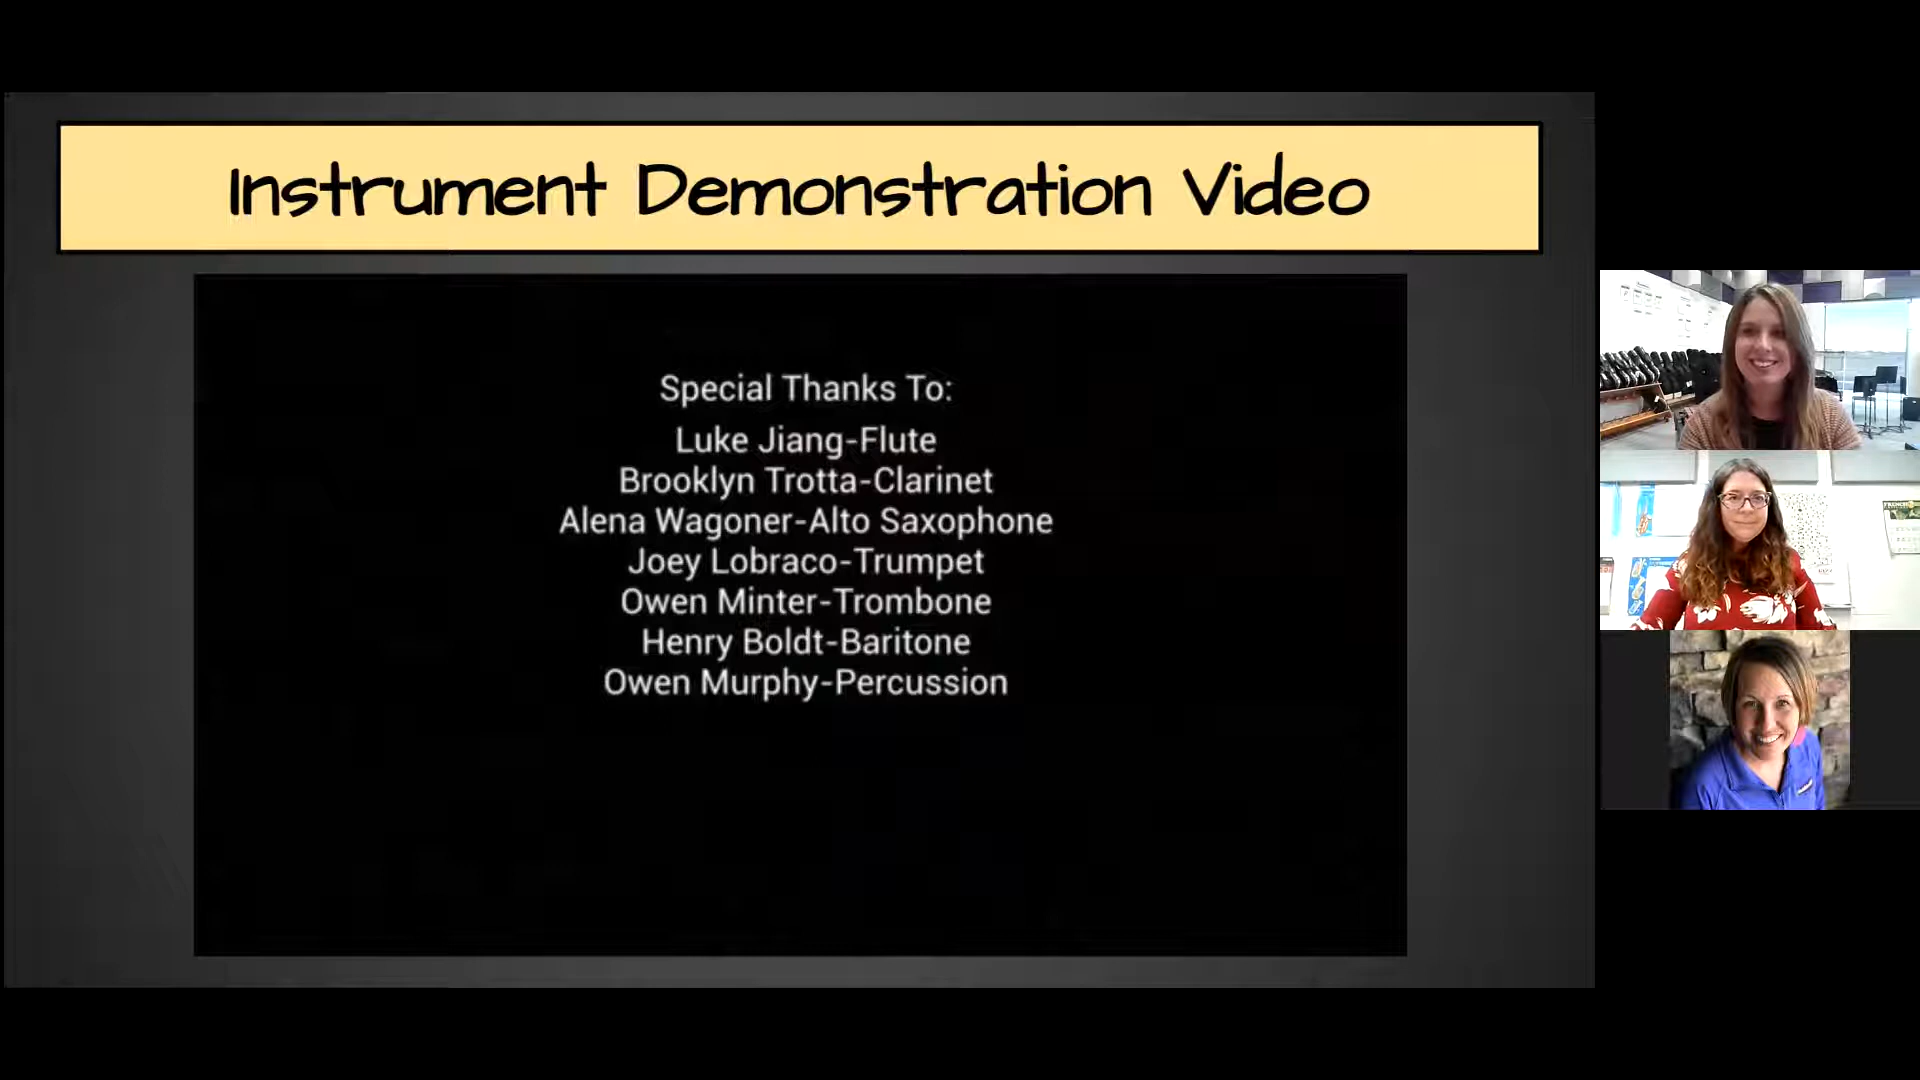 Instrument Demonstration Video
Special Thanks To:
Luke Jiang-Flute
Brooklyn Trotta-Clarinet
Alena Wagoner-Alto Saxophone
Joey Lobraco-Trumpet
Owen Minter-Trombone
Henry Boldt-Baritone
Owen Murphy-Percussion